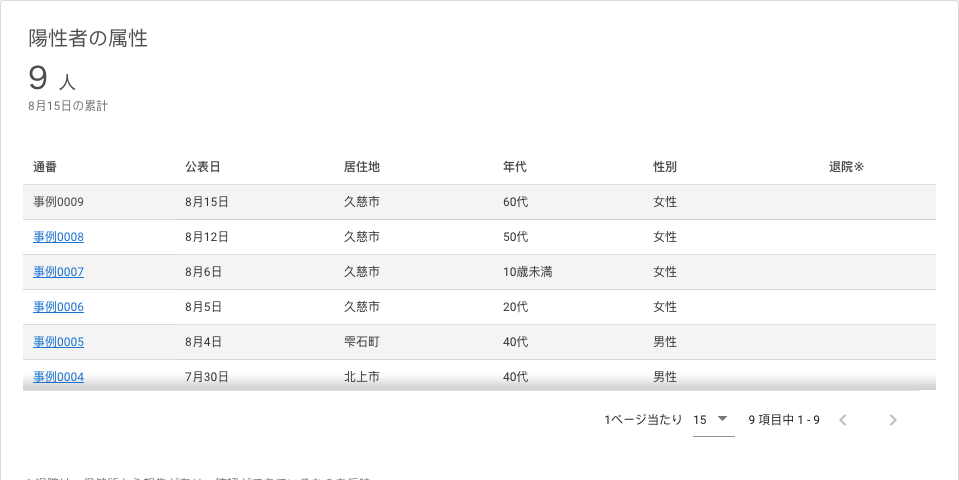 陽性者の属性
9 人
8月15日の累計
通番 公表日 居住地 年代 性別 退院※
事例0009 8月15日 久慈市 60代 女性
事例0008 8月12日 久慈市 50代 女性
事例0007 8月6日 久慈市 10歳未満 女性
事例0006 8月5日 久慈市 20代 女性
事例0005 8月4日 雫石町 40代 男性
事例0004 7月30日 北上市 40代 男性
1ページ当たり 15 9 項目中 1 - 9